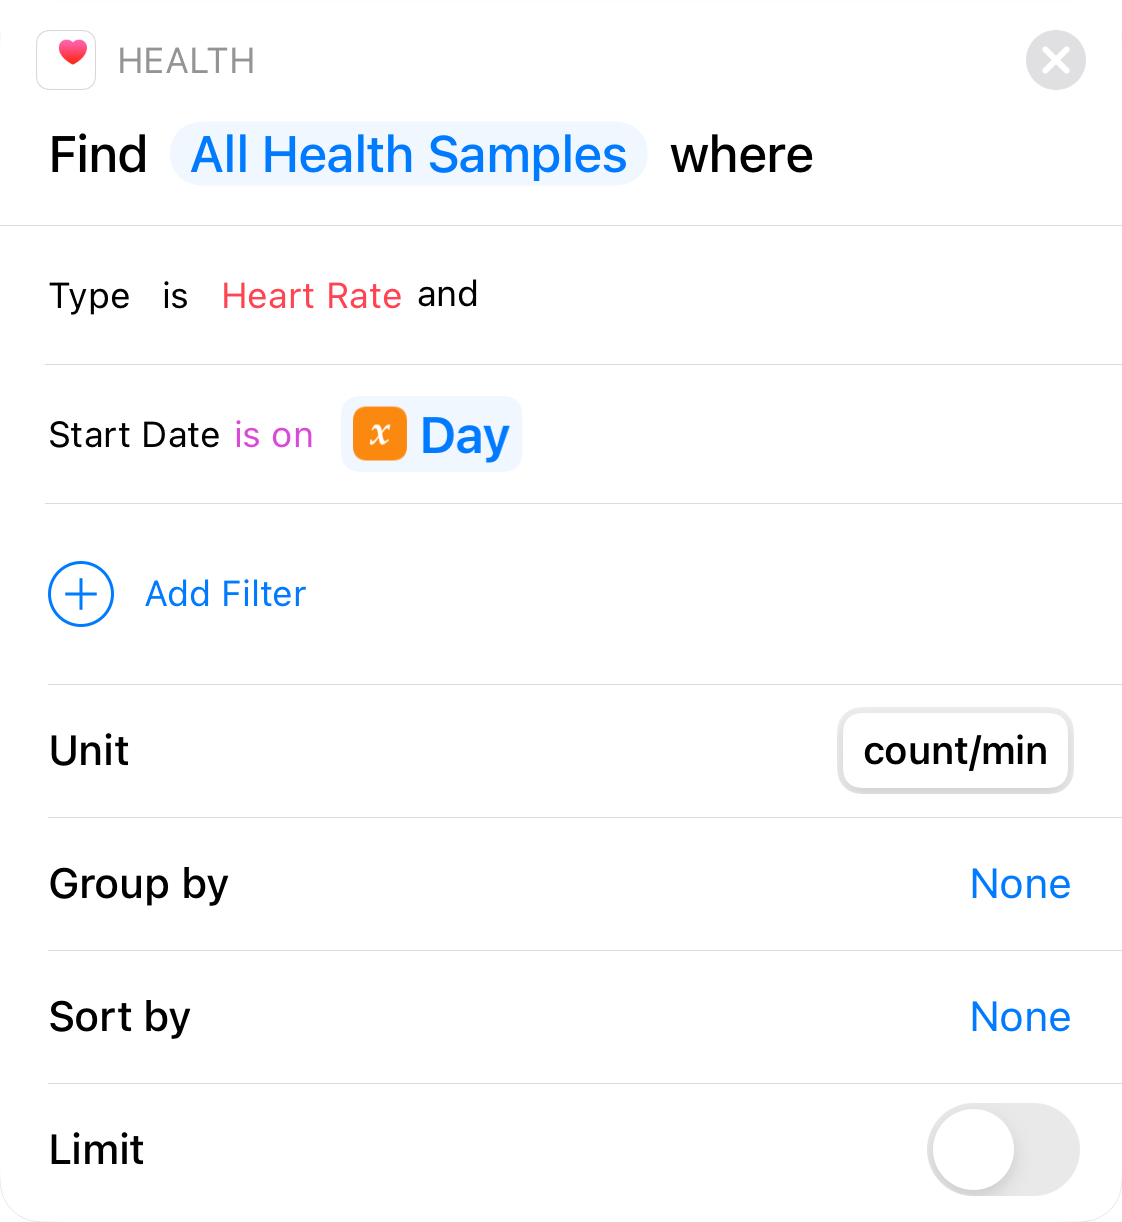 HEALTH
Find All Health Samples where
Type is Heart Rate and
Start Date is on x Day
Add Filter
Unit count/min
Group by None
Sort by None
Limit